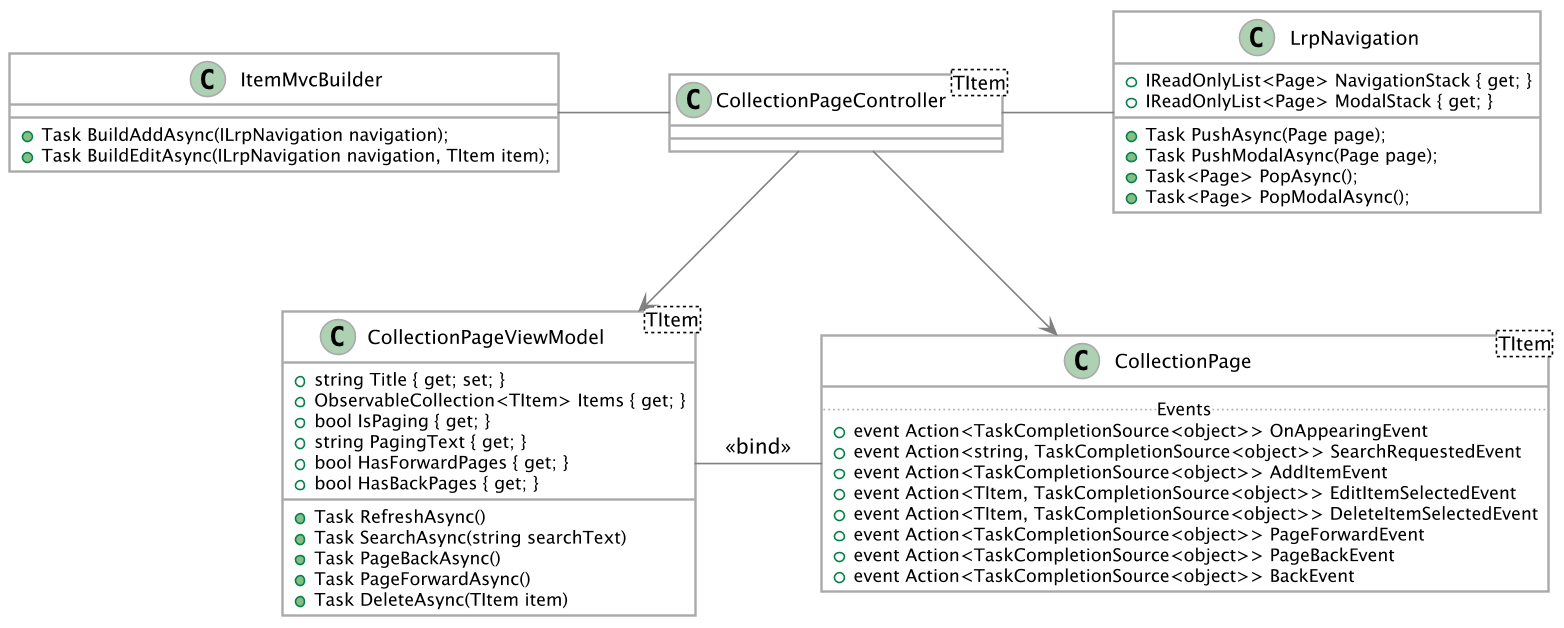 C ItemMvcBuilder
Task BuildAddAsync(ILrpNavigation navigation);
Task BuildEditAsync(ILrpNavigation navigation, TItem item);
C CollectionPageController
TItem
C LrpNavigation
IReadOnlyList<Page> NavigationStack { get; }
IReadOnlyList<Page> ModalStack { get; }
Task PushAsync(Page page);
Task PushModalAsync(Page page);
Task<Page> PopAsync();
Task<Page> PopModalAsync();
C CollectionPageViewModel
TItem
string Title { get; set; }
ObservableCollection<TItem> Items { get; }
bool IsPaging { get; }
string PagingText { get; }
bool HasForwardPages { get; }
bool HasBackPages { get; }
Task RefreshAsync()
Task SearchAsync(string searchText)
Task PageBackAsync()
Task PageForwardAsync()
Task DeleteAsync(TItem item)
«bind»
C CollectionPage
TItem
Events
event Action<TaskCompletionSource<object>> OnAppearingEvent
event Action<string, TaskCompletionSource<object>> SearchRequestedEvent
event Action<TaskCompletionSource<object>> AddItemEvent
event Action<TItem, TaskCompletionSource<object>> EditItemSelectedEvent
event Action<TItem, TaskCompletionSource<object>> DeleteItemSelectedEvent
event Action<TaskCompletionSource<object>> PageForwardEvent
event Action<TaskCompletionSource<object>> PageBackEvent
event Action<TaskCompletionSource<object>> BackEvent